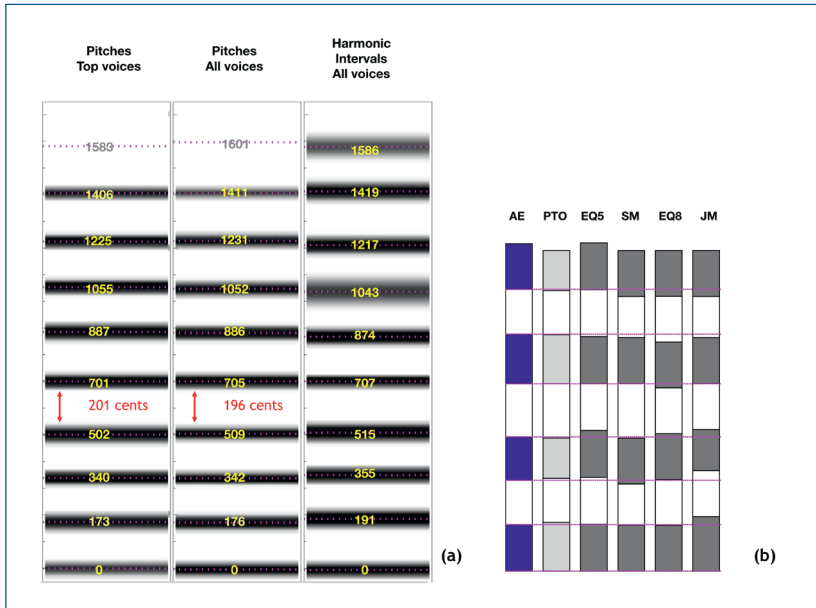 Pitches
Top voices
Pitches
All voices
Harmonic
Intervals
All voices
1583
1601
1586
1406
1411
1419
1225
1231
1217
1055
1052
1043
887
886
874
701
705
707
201 cents
196 cents
502
509
515
340
342
355
173
176
191
0
0
0
(a)
AE PTO EQ5 SM EQ8 JM
(b)